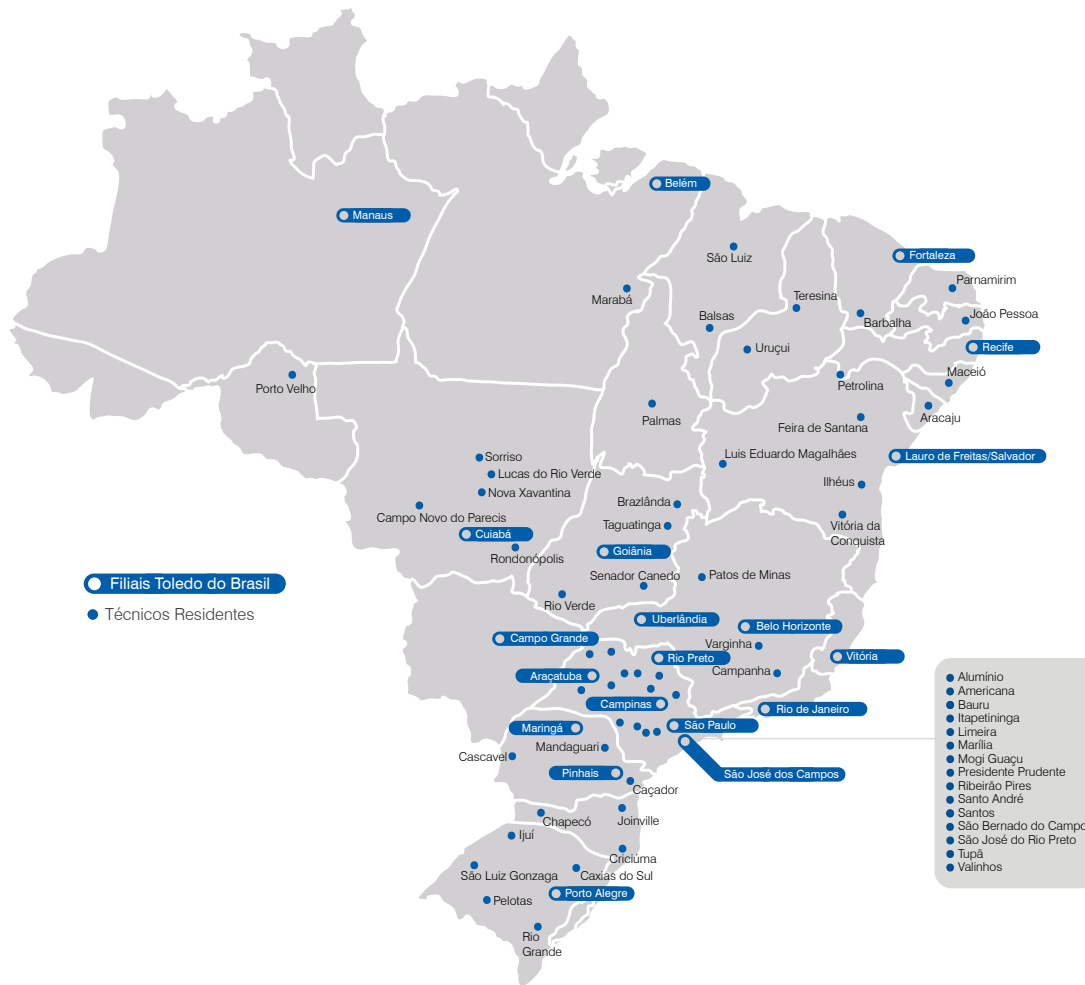 Belém
Manaus
São Luiz
Fortaleza
Parnamirim
Marabá
Teresina
Balsas
Barbalha
João Pessoa
Uruçuí
Recife
Maceió
Porto Velho
Petrolina
Palmas
Aracaju
Feira de Santana
Sorriso
Luis Eduardo Magalhães
Lauro de Freitas/Salvador
Lucas do Rio Verde
Nova Xavantina
Ilhéus
Brazlândia
Campo Novo do Parecis
Taguatinga
Vitória da
Conquista
Cuiabá
Rondonópolis
Goiânia
Senador Canedo
Patos de Minas
Filiais Toledo do Brasil
Técnicos Residentes
Rio Verde
Uberlândia
Belo Horizonte
Campo Grande
Varginha
Rio Preto
Vitória
Araçatuba
Campanha
Campinas
Rio de Janeiro
São Paulo
Maringá
Mandaguari
Cascavel
Pinhais
São José dos Campos
Caçador
Chapecó
Joinville
Ijuí
Criciúma
São Luiz Gonzaga
Caxias do Sul
Porto Alegre
Pelotas
Rio
Grande
Alumínio
Americana
Bauru
Itapetininga
Limeira
Marília
Mogi Guaçu
Presidente Prudente
Ribeirão Pires
Santo André
Santos
São Bernado do Campo
São José do Rio Preto
Tupã
Valinhos